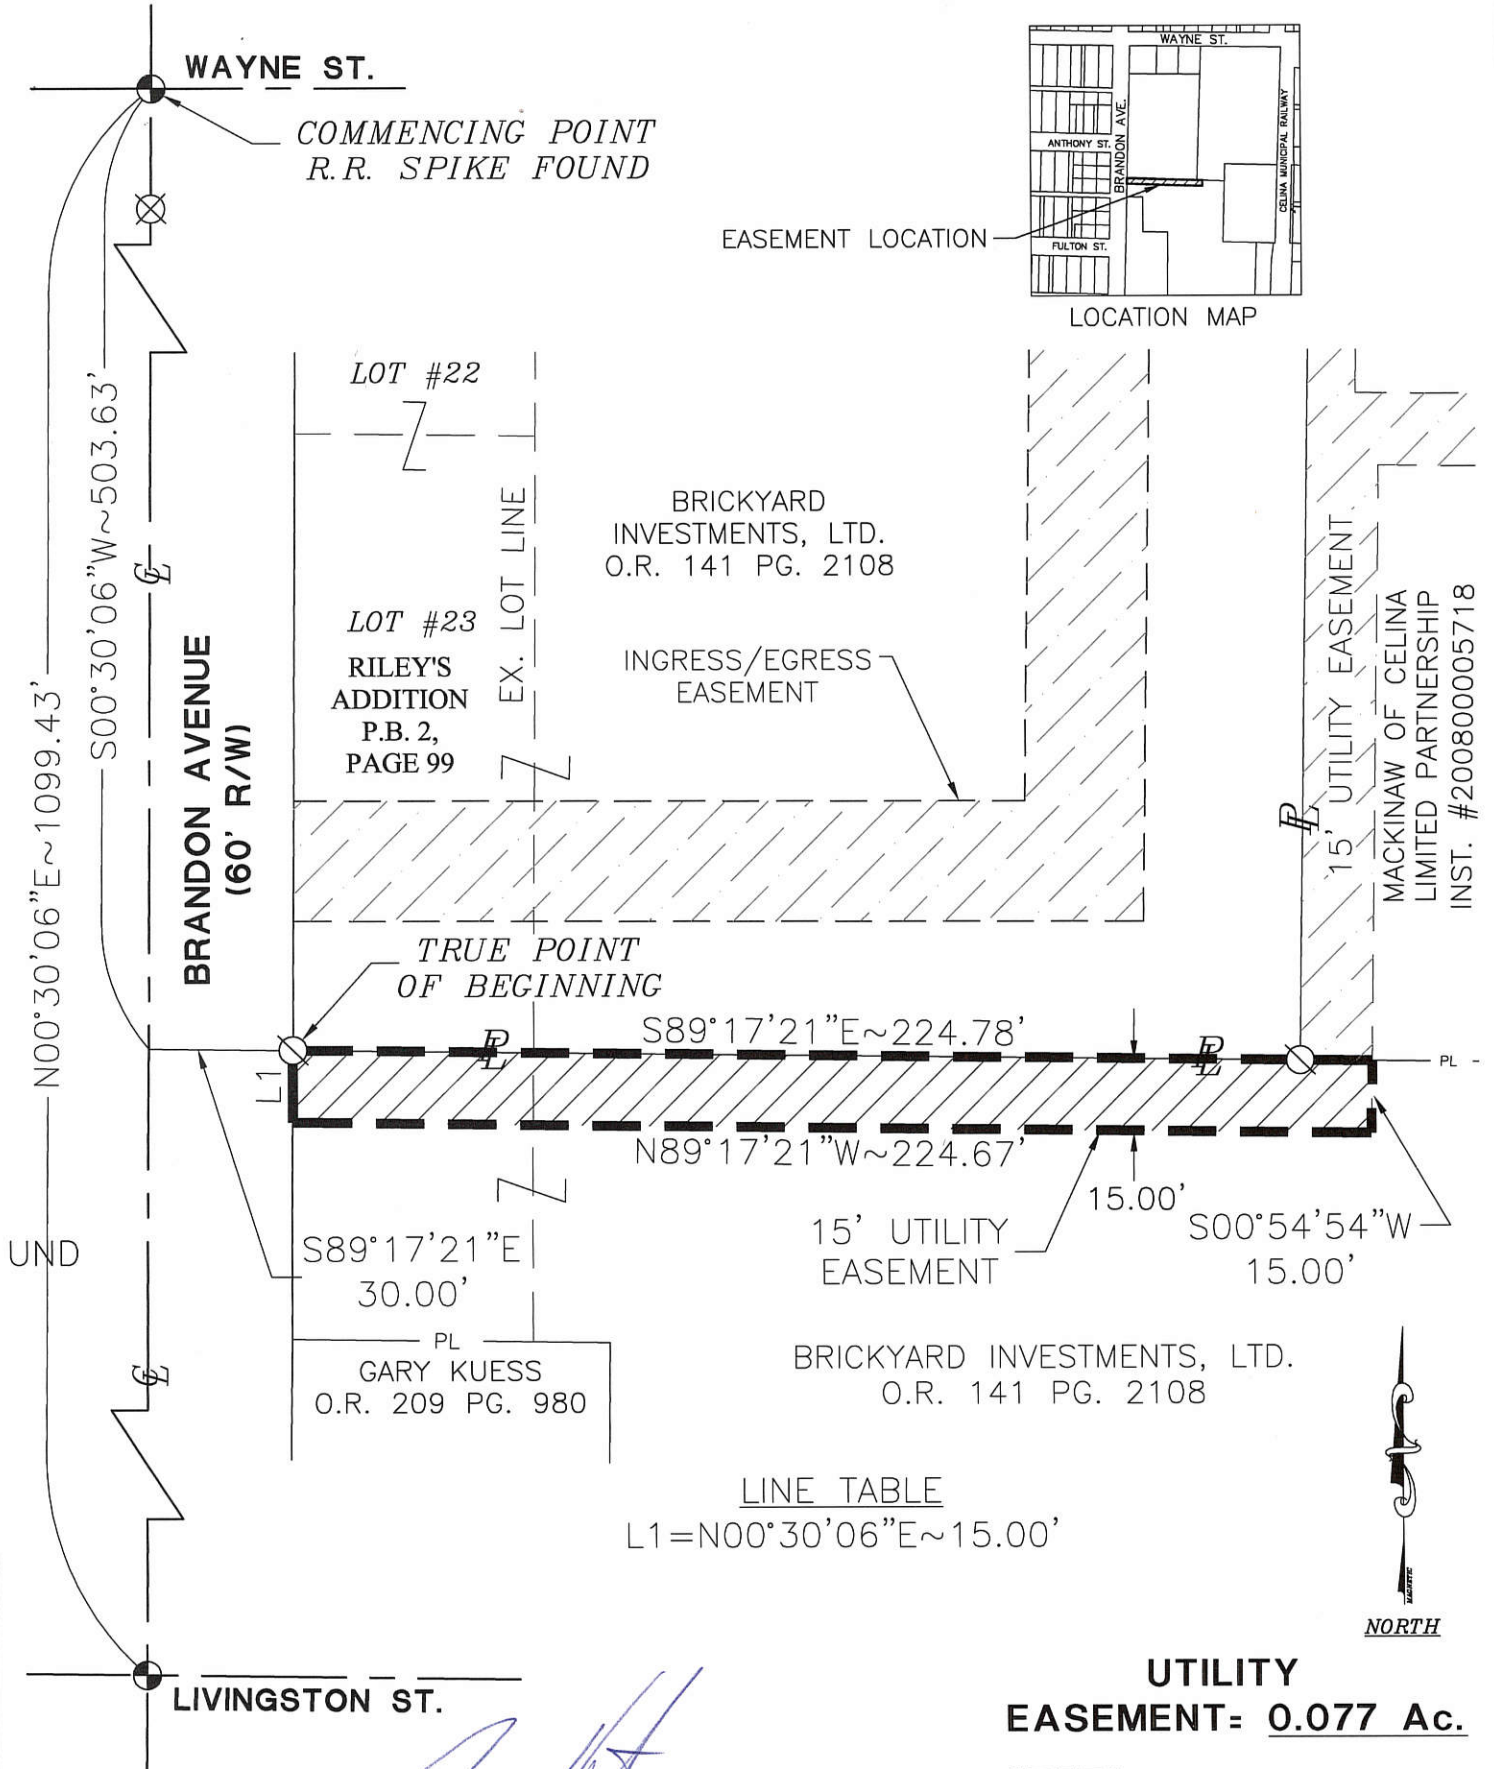 WAYNE ST.
COMMENCING POINT
R.R. SPIKE FOUND
WAYNE ST.
ANTHONY ST.
BRANDON AVE.
CELINA MUNICIPAL RAILWAY
FULTON ST.
EASEMENT LOCATION
LOCATION MAP
LOT #22
N00°30'06"E~1099.43'
S00°30'06"W~503.63'
CL
BRANDON AVENUE
(60' R/W)
LOT #23
RILEY'S
ADDITION
P.B. 2,
PAGE 99
EX. LOT LINE
BRICKYARD
INVESTMENTS, LTD.
O.R. 141 PG. 2108
INGRESS/EGRESS
EASEMENT
PL
15' UTILITY EASEMENT
MACKINAW OF CELINA
LIMITED PARTNERSHIP
INST. #200800005718
TRUE POINT
OF BEGINNING
S89°17'21"E~224.78'
PL
PL
PL
L1
N89°17'21"W~224.67'
15.00'
15' UTILITY
EASEMENT
S00°54'54"W
15.00'
UND
S89°17'21"E
30.00'
CL
PL
GARY KUESS
O.R. 209 PG. 980
BRICKYARD INVESTMENTS, LTD.
O.R. 141 PG. 2108
LINE TABLE
L1=N00°30'06"E~15.00'
MAGNETIC
NORTH
LIVINGSTON ST.
UTILITY
EASEMENT= 0.077 Ac.